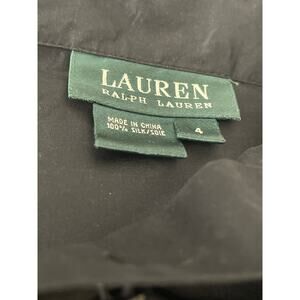 LAUREN
RALPH LAUREN
MADE IN CHINA
100% SILK/SOIE
4